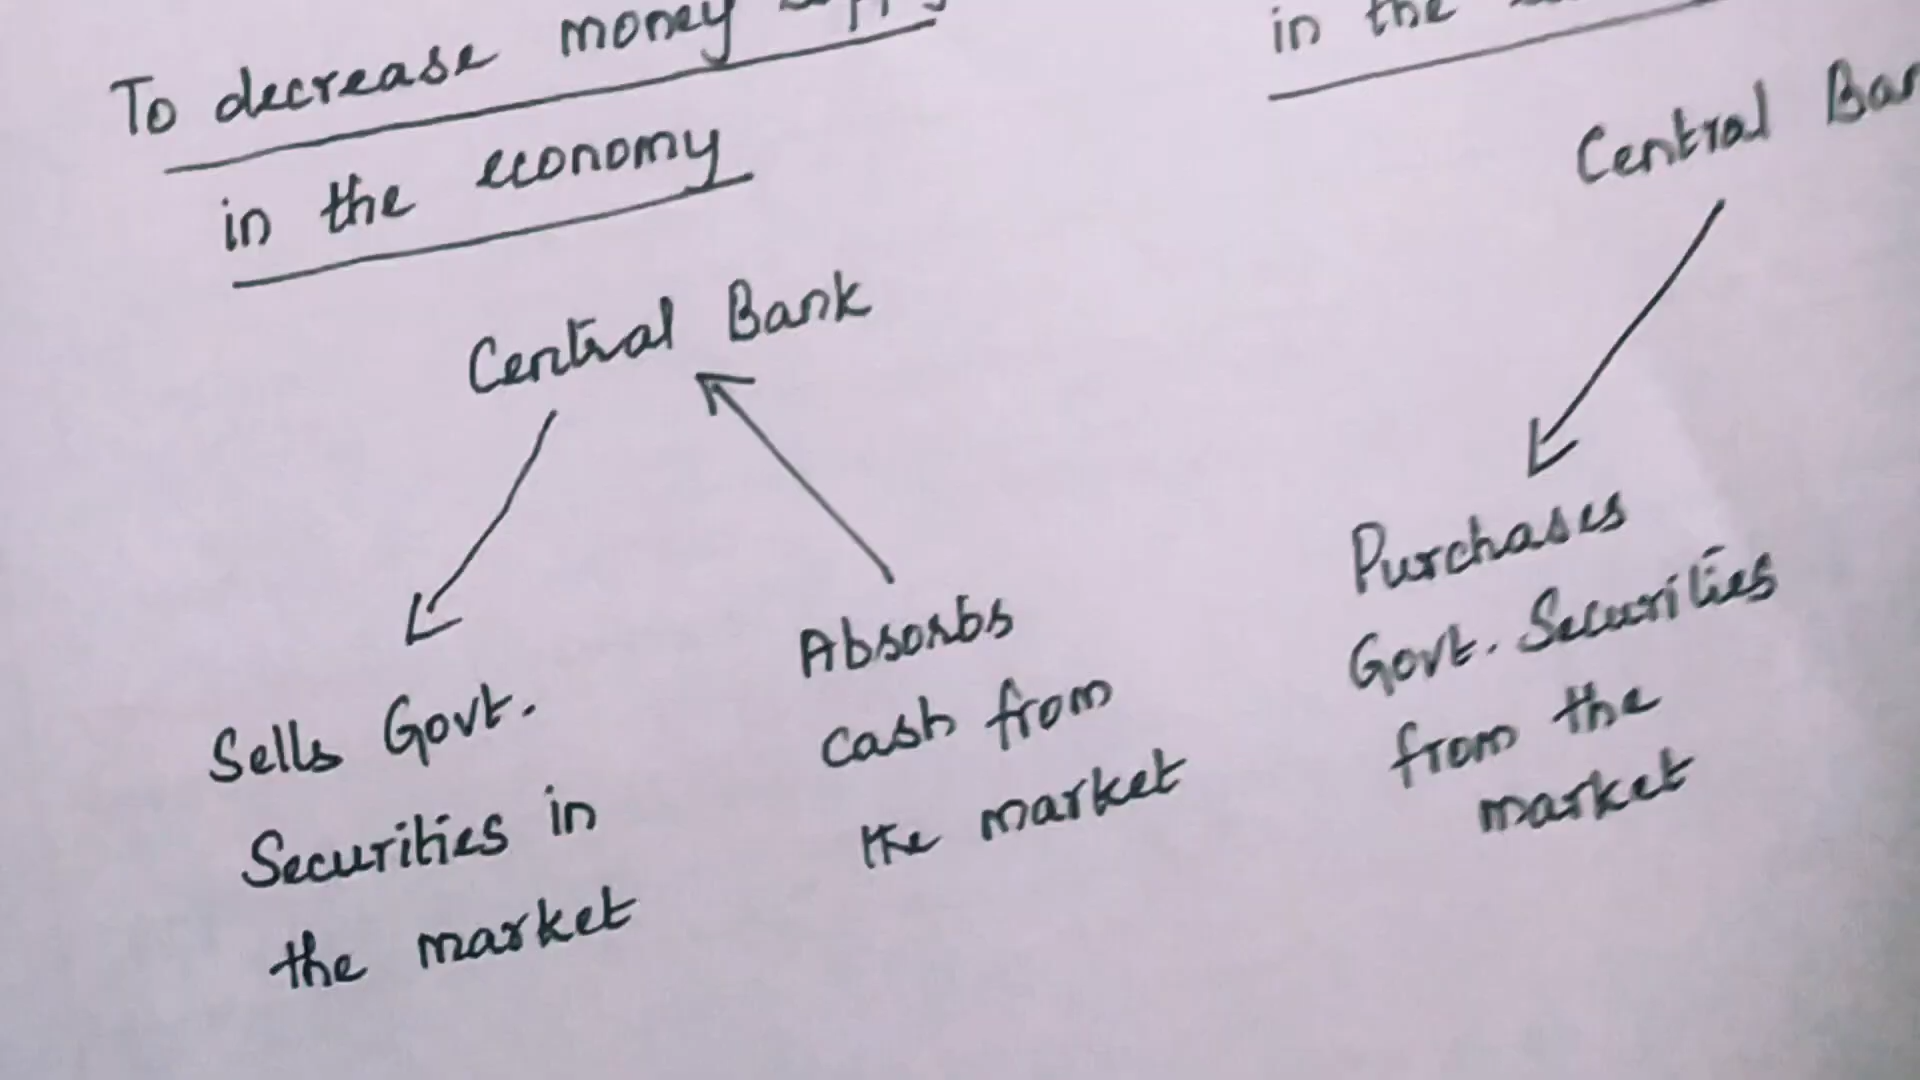 To decrease money
in the economy
Central Bank
Sells Govt.
Securities in
the market
Absorbs
cash from
the market
in the
Central
Purchases
Govt. Securities
from the
market